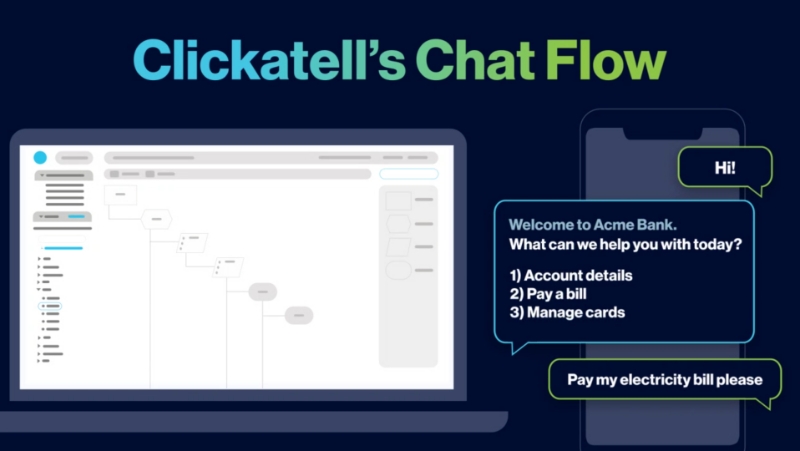 Clickatell's Chat Flow
Hi!
Welcome to Acme Bank.
What can we help you with today?
1) Account details
2) Pay a bill
3) Manage cards
Pay my electricity bill please